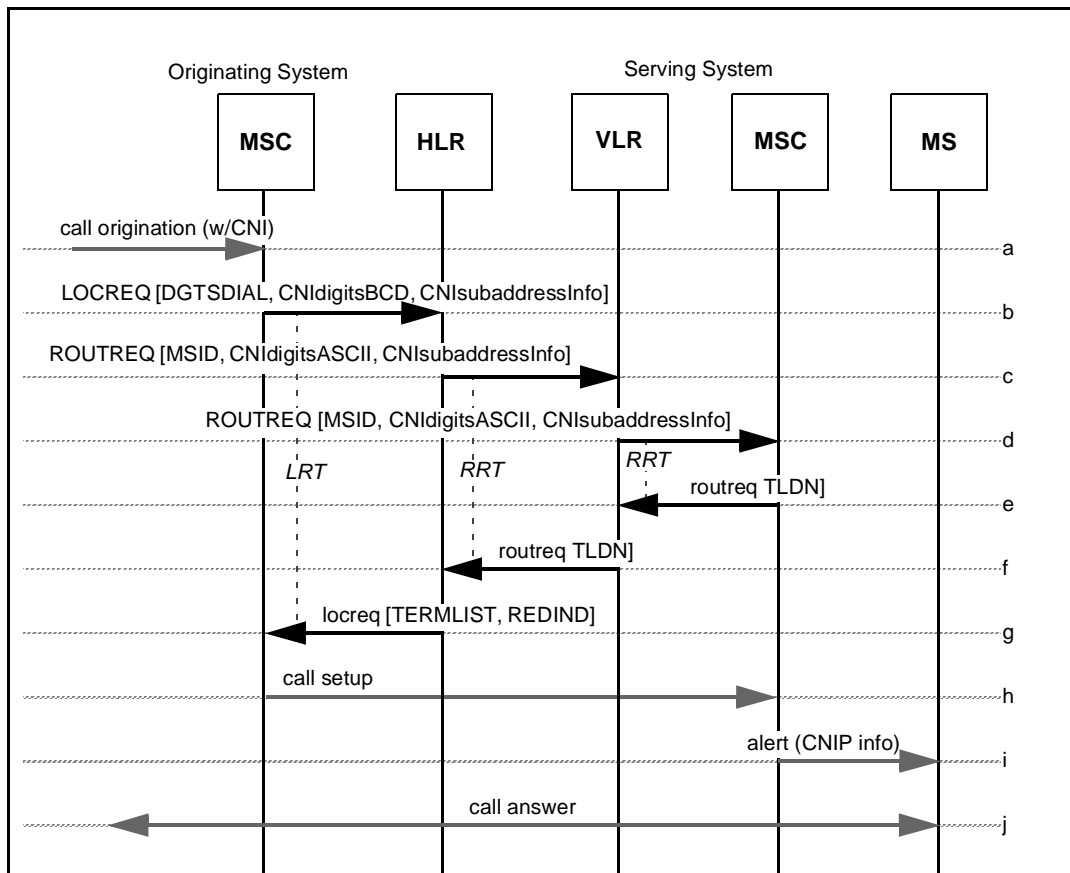 Originating System
Serving System
MSC
HLR
VLR
MSC
MS
call origination (w/CNI)
a
LOCREQ [DGTSDIAL, CNIdigitsBCD, CNIsubaddressInfo]
b
ROUTREQ [MSID, CNIdigitsASCII, CNIsubaddressInfo]
c
ROUTREQ [MSID, CNIdigitsASCII, CNIsubaddressInfo]
d
LRT
RRT
RRT
routreq TLDN]
e
routreq TLDN]
f
locreq [TERMLIST, REDIND]
g
call setup
h
alert (CNIP info)
i
call answer
j